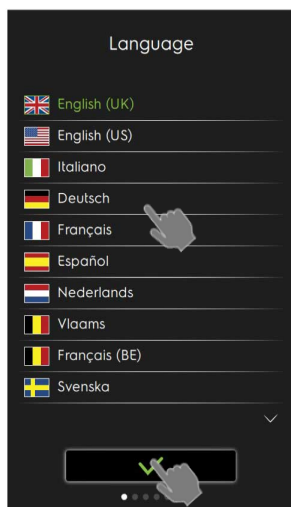 Language
English (UK)
English (US)
Italiano
Deutsch
Français
Español
Nederlands
Vlaams
Français (BE)
Svenska